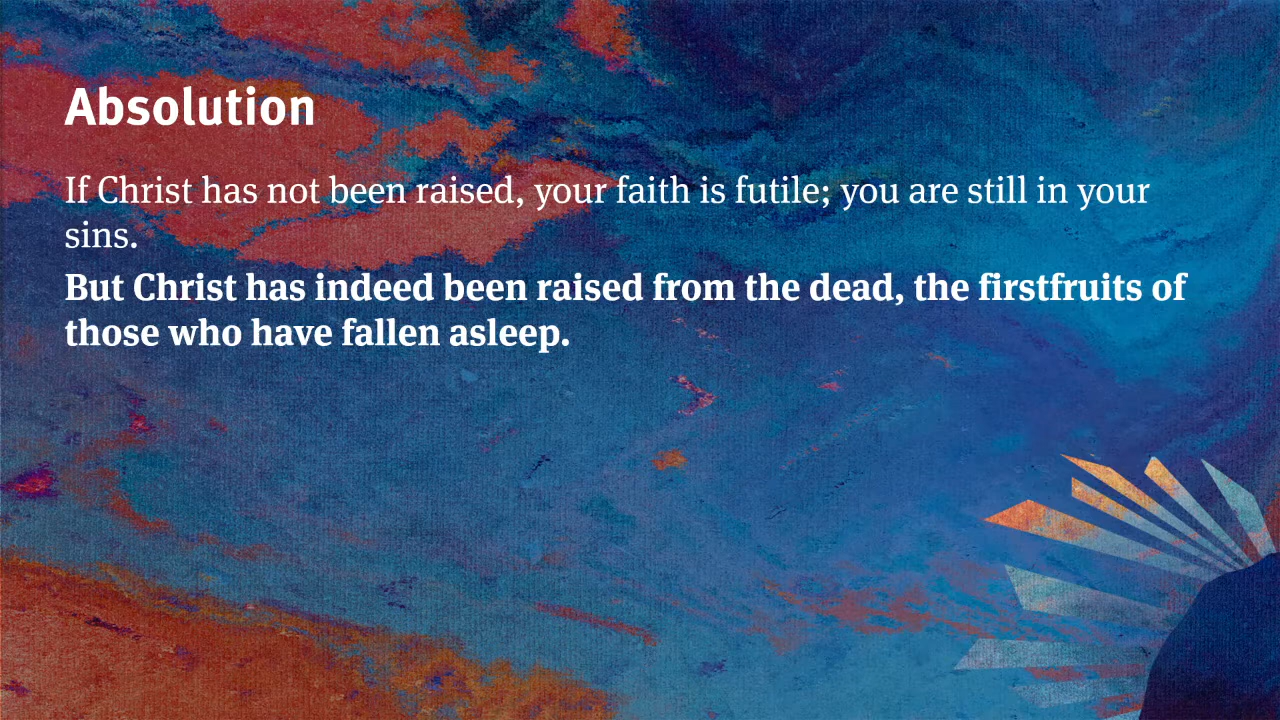 Absolution
If Christ has not been raised, your faith is futile; you are still in your
sins.
But Christ has indeed been raised from the dead, the firstfruits of
those who have fallen asleep.